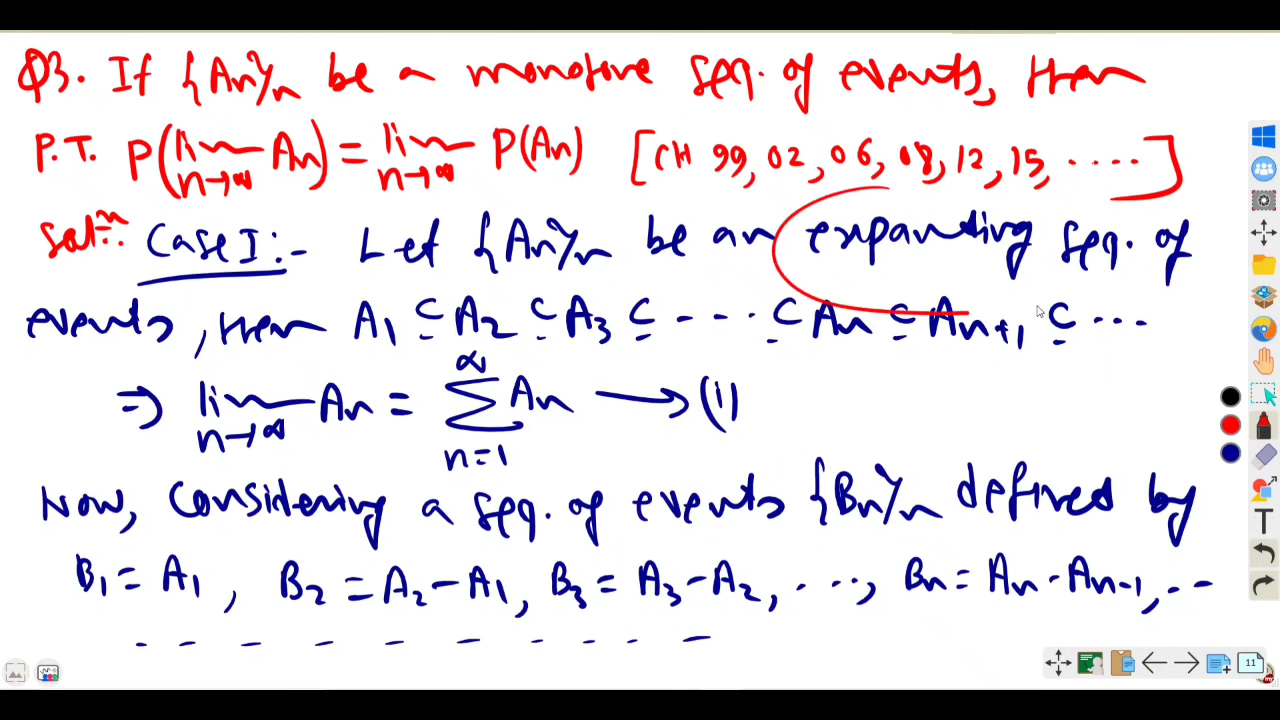 Q3. If {An}n be a monotone seq. of events, then
P.T. P(lim n→∞ An) = lim n→∞ P(An) [CH 99, 02, 06, 08, 12, 15, ....]
Solⁿ:. Case I:- Let {An}n be an expanding seq. of
events, then A1 ⊆ A2 ⊆ A3 ⊆ - - - .. ⊆ An ⊆ An+1 ⊆ ...
⇒ lim n→∞ An = ∑ n=1 ∞ An ⟶ (1)
Now, considering a seq. of events {Bn}n defined by
B1 = A1, B2 = A2 - A1, B3 = A3 - A2, ...., Bn = An - An-1, --
- - - - - - - - - -
T
11